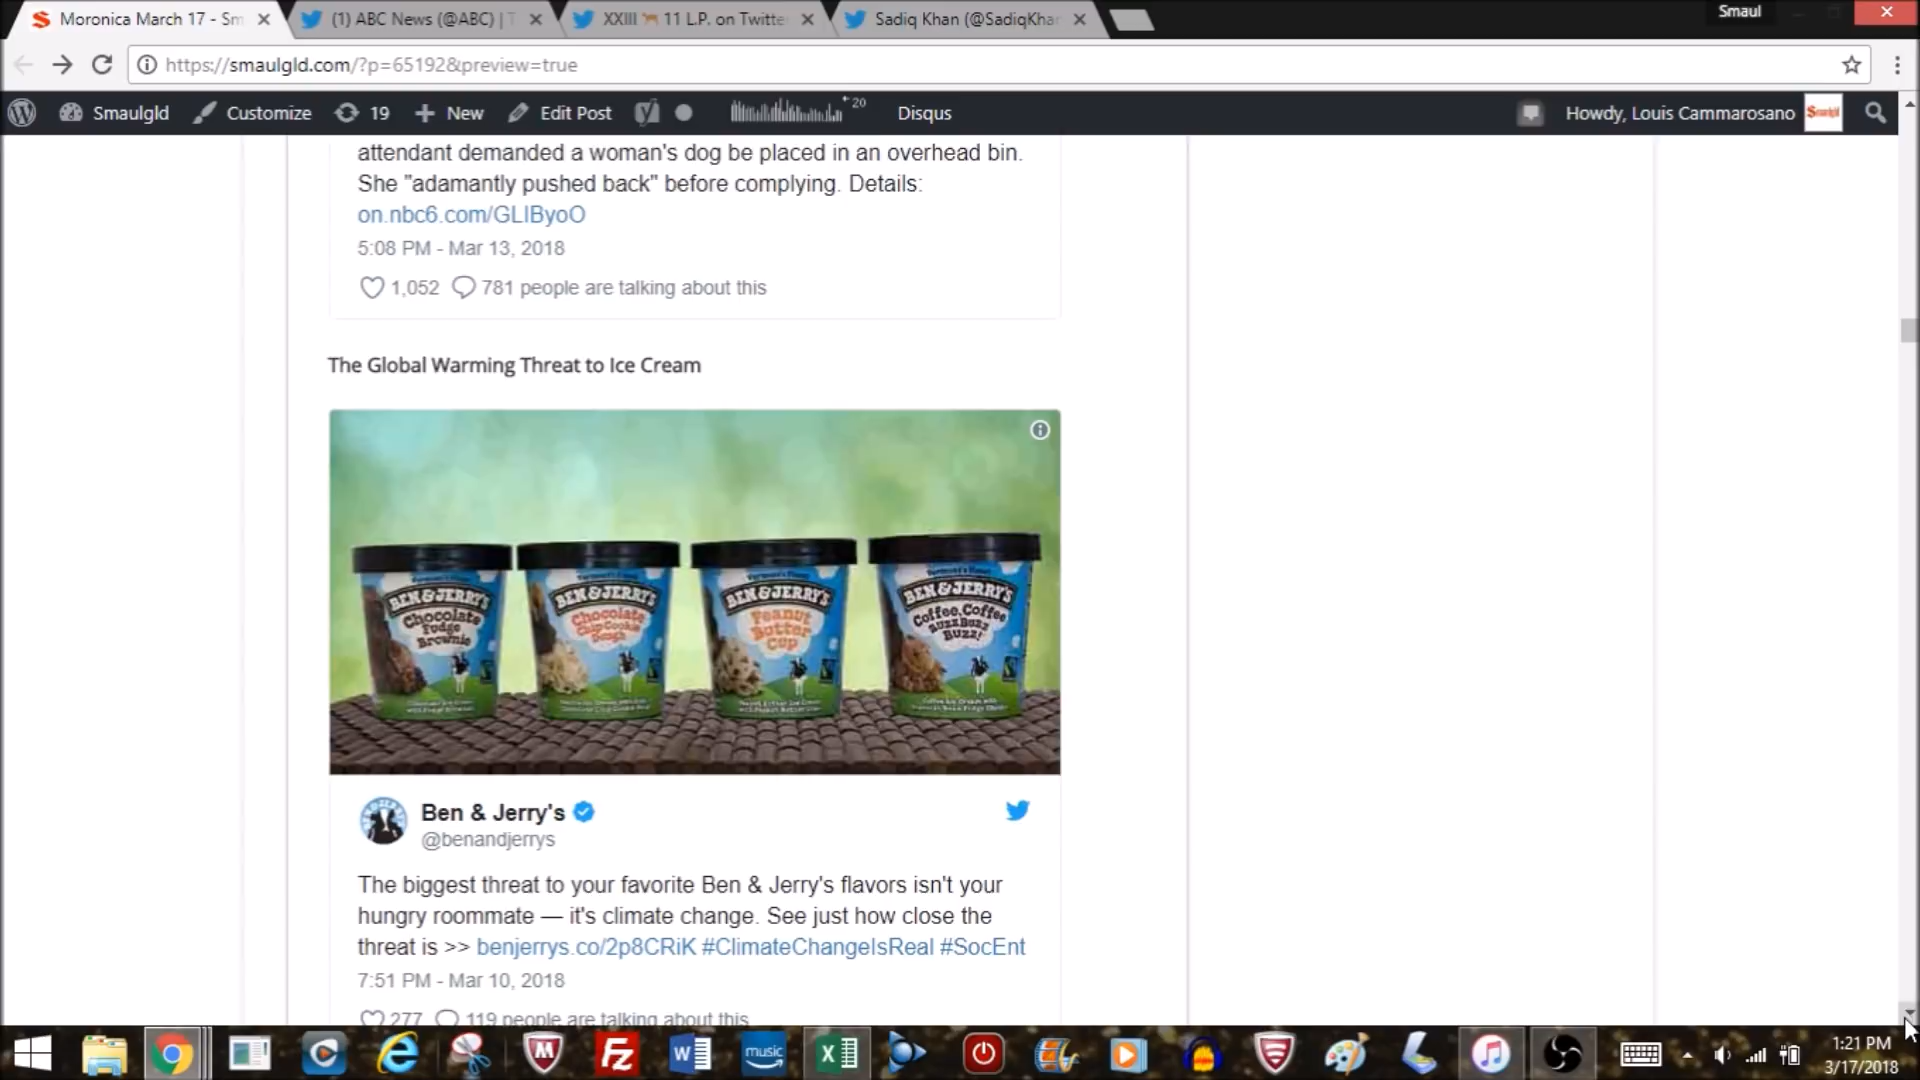 Moronica March 17 - Sm
(1) ABC News (@ABC) | T
XXIII 11 L.P. on Twitte
Sadiq Khan (@SadiqKhan
Smaul
https://smaulgld.com/?p=65192&preview=true
Smaulgld
Customize
19
New
Edit Post
20
Disqus
Howdy, Louis Cammarosano
attendant demanded a woman's dog be placed in an overhead bin.
She "adamantly pushed back" before complying. Details:
on.nbc6.com/GLIByoO
5:08 PM - Mar 13, 2018
1,052 781 people are talking about this
The Global Warming Threat to Ice Cream
BEN & JERRY'S
Chocolate
Fudge
Brownie
BEN & JERRY'S
Chocolate
Chip Cookie
Dough
BEN & JERRY'S
Peanut
Butter
Cup
BEN & JERRY'S
Coffee, Coffee
BUZZBUZZ
BUZZ!
Ben & Jerry's
@benandjerrys
The biggest threat to your favorite Ben & Jerry's flavors isn't your
hungry roommate — it's climate change. See just how close the
threat is >> benjerrys.co/2p8CRiK #ClimateChangeIsReal #SocEnt
7:51 PM - Mar 10, 2018
277 119 people are talking about this
music
1:21 PM
3/17/2018